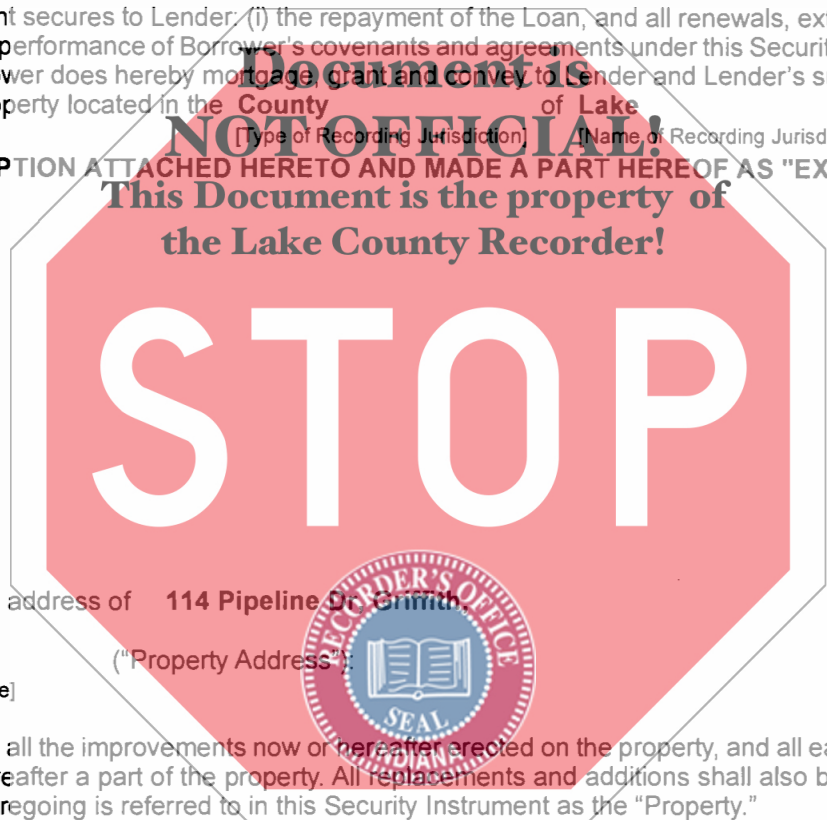 nt secures to Lender: (i) the repayment of the Loan, and all renewals, ext
performance of Borrower's covenants and agreements under this Securit
wer does hereby mortgage, grant and convey to Lender and Lender's s
Document is
perty located in the County of Lake
[Type of Recording Jurisdiction] [Name of Recording Jurisd
NOT OFFICIAL!
PTION ATTACHED HERETO AND MADE A PART HEREOF AS "EX
This Document is the property of
the Lake County Recorder!
STOP
address of 114 Pipeline Dr, Griffith,
("Property Address"):
e]
RECORDER'S OFFICE
SEAL
INDIANA
all the improvements now or hereafter erected on the property, and all ea
eafter a part of the property. All replacements and additions shall also b
regoing is referred to in this Security Instrument as the "Property."